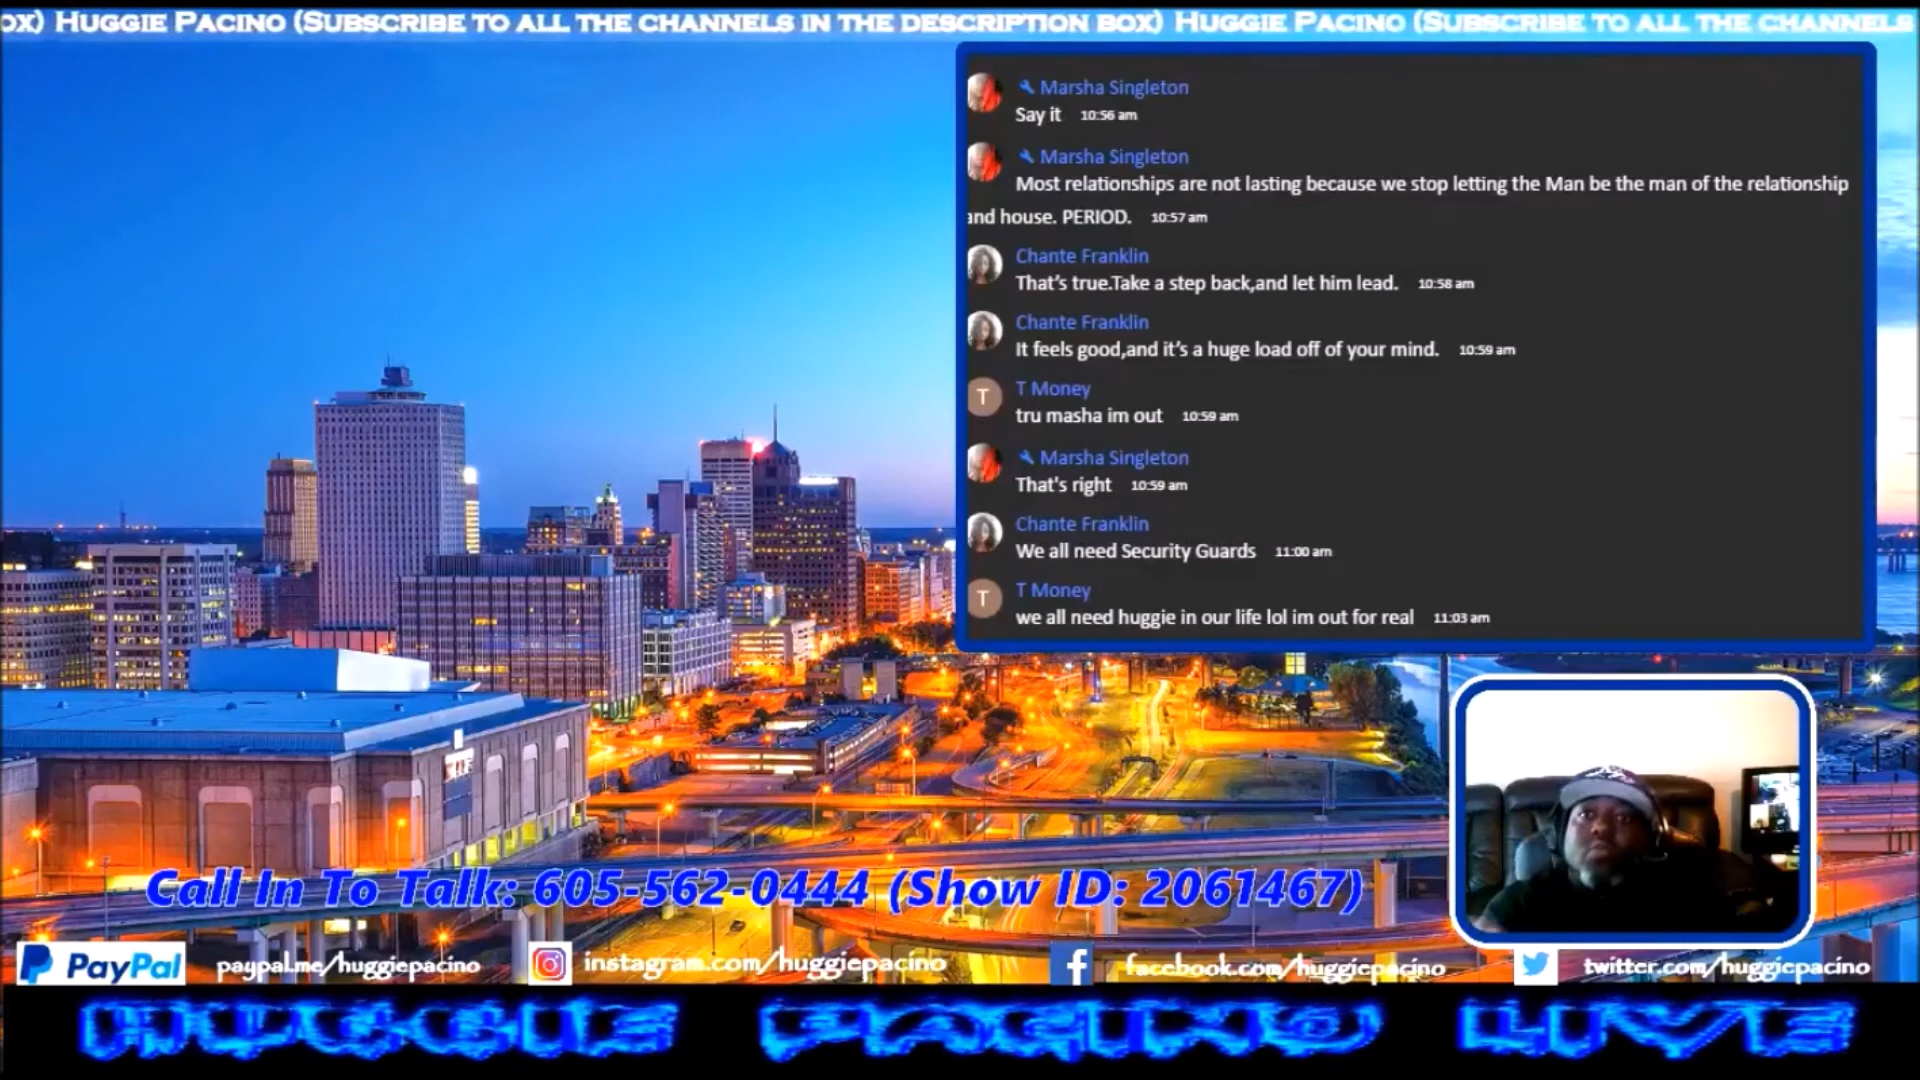 OX) HUGGIE PACINO (SUBSCRIBE TO ALL THE CHANNELS IN THE DESCRIPTION BOX) HUGGIE PACINO (SUBSCRIBE TO ALL THE CHANNELS
Marsha Singleton
Say it 10:56 am
Marsha Singleton
Most relationships are not lasting because we stop letting the Man be the man of the relationship
and house. PERIOD. 10:57 am
Chante Franklin
That's true.Take a step back,and let him lead. 10:58 am
Chante Franklin
It feels good,and it's a huge load off of your mind. 10:59 am
T T Money
tru masha im out 10:59 am
Marsha Singleton
That's right 10:59 am
Chante Franklin
We all need Security Guards 11:00 am
T T Money
we all need huggie in our life lol im out for real 11:03 am
Call In To Talk: 605-562-0444 (Show ID: 2061467)
PayPal paypal.me/huggiepacino instagram.com/huggiepacino facebook.com/huggiepacino twitter.com/huggiepacino
HUGGIE PACINO LIVE